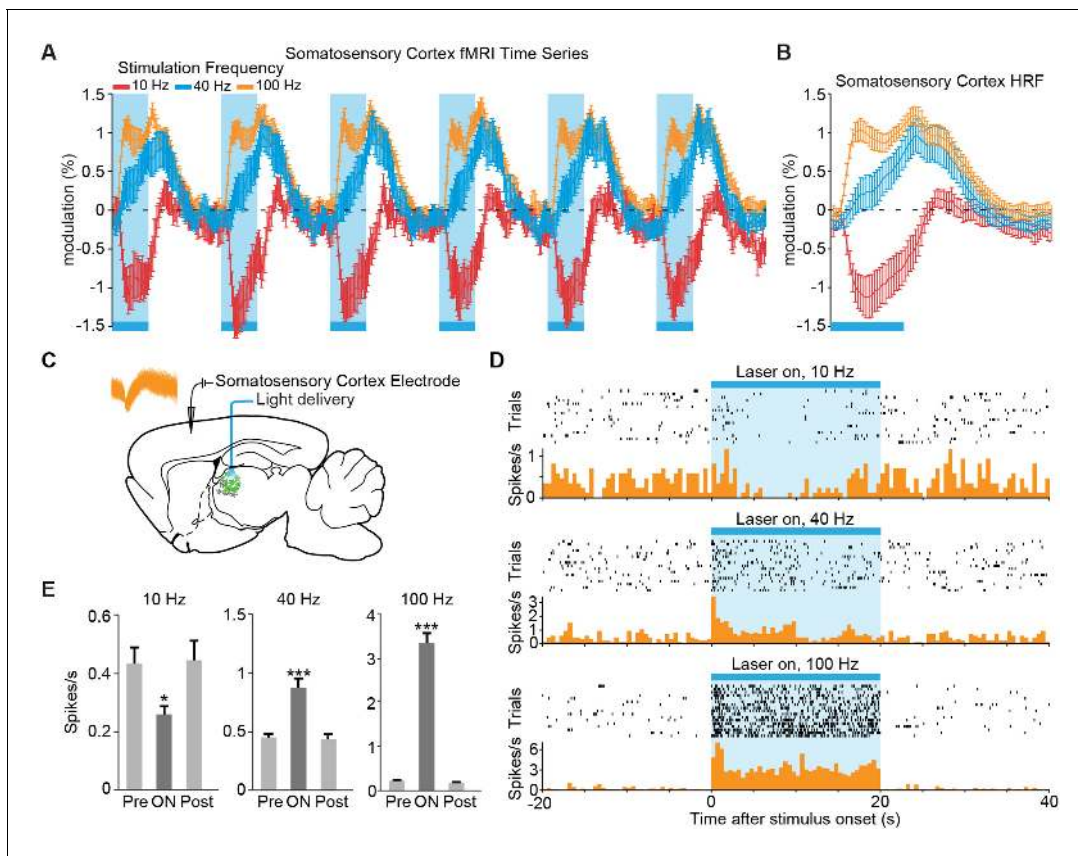 A
Somatosensory Cortex fMRI Time Series
Stimulation Frequency
10 Hz 40 Hz 100 Hz
modulation (%)
1.5
1
0.5
0
-0.5
-1
-1.5
B
Somatosensory Cortex HRF
modulation (%)
1.5
1
0.5
0
-0.5
-1
-1.5
C
Somatosensory Cortex Electrode
Light delivery
D
Laser on, 10 Hz
Trials
Spikes/s
1
0
Laser on, 40 Hz
Trials
Spikes/s
3
2
1
0
Laser on, 100 Hz
Trials
Spikes/s
6
3
0
-20 0 20 40
Time after stimulus onset (s)
E
10 Hz
Spikes/s
0.6
0.4
0.2
0
*
Pre ON Post
40 Hz
1.5
1
0.5
0
***
Pre ON Post
100 Hz
4
3
2
1
0
***
Pre ON Post